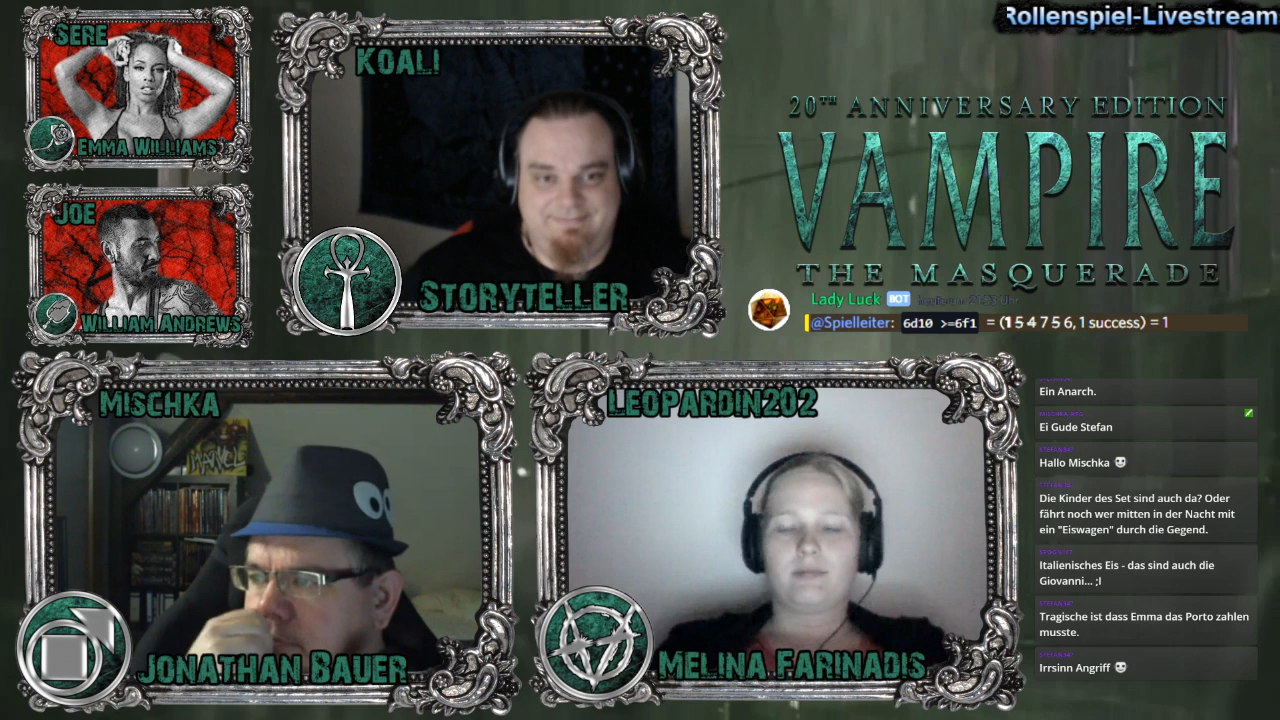 Rollenspiel-Livestream
SERE
EMMA WILLIAMS
JOE
WILLIAM ANDREWS
KOALI
STORYTELLER
20TH ANNIVERSARY EDITION
VAMPIRE
THE MASQUERADE
Lady Luck BOT
@Spielleiter: 6d10 >=6f1 = (1 5 4 7 5 6, 1 success) = 1
MISCHKA
JONATHAN BAUER
LEOPARDIN202
MELINA FARINADIS
Ein Anarch.
Ei Gude Stefan
Hallo Mischka
Die Kinder des Set sind auch da? Oder
fährt noch wer mitten in der Nacht mit
ein "Eiswagen" durch die Gegend.
Italienisches Eis - das sind auch die
Giovanni... ;l
Tragische ist dass Emma das Porto zahlen
musste.
Irrsinn Angriff